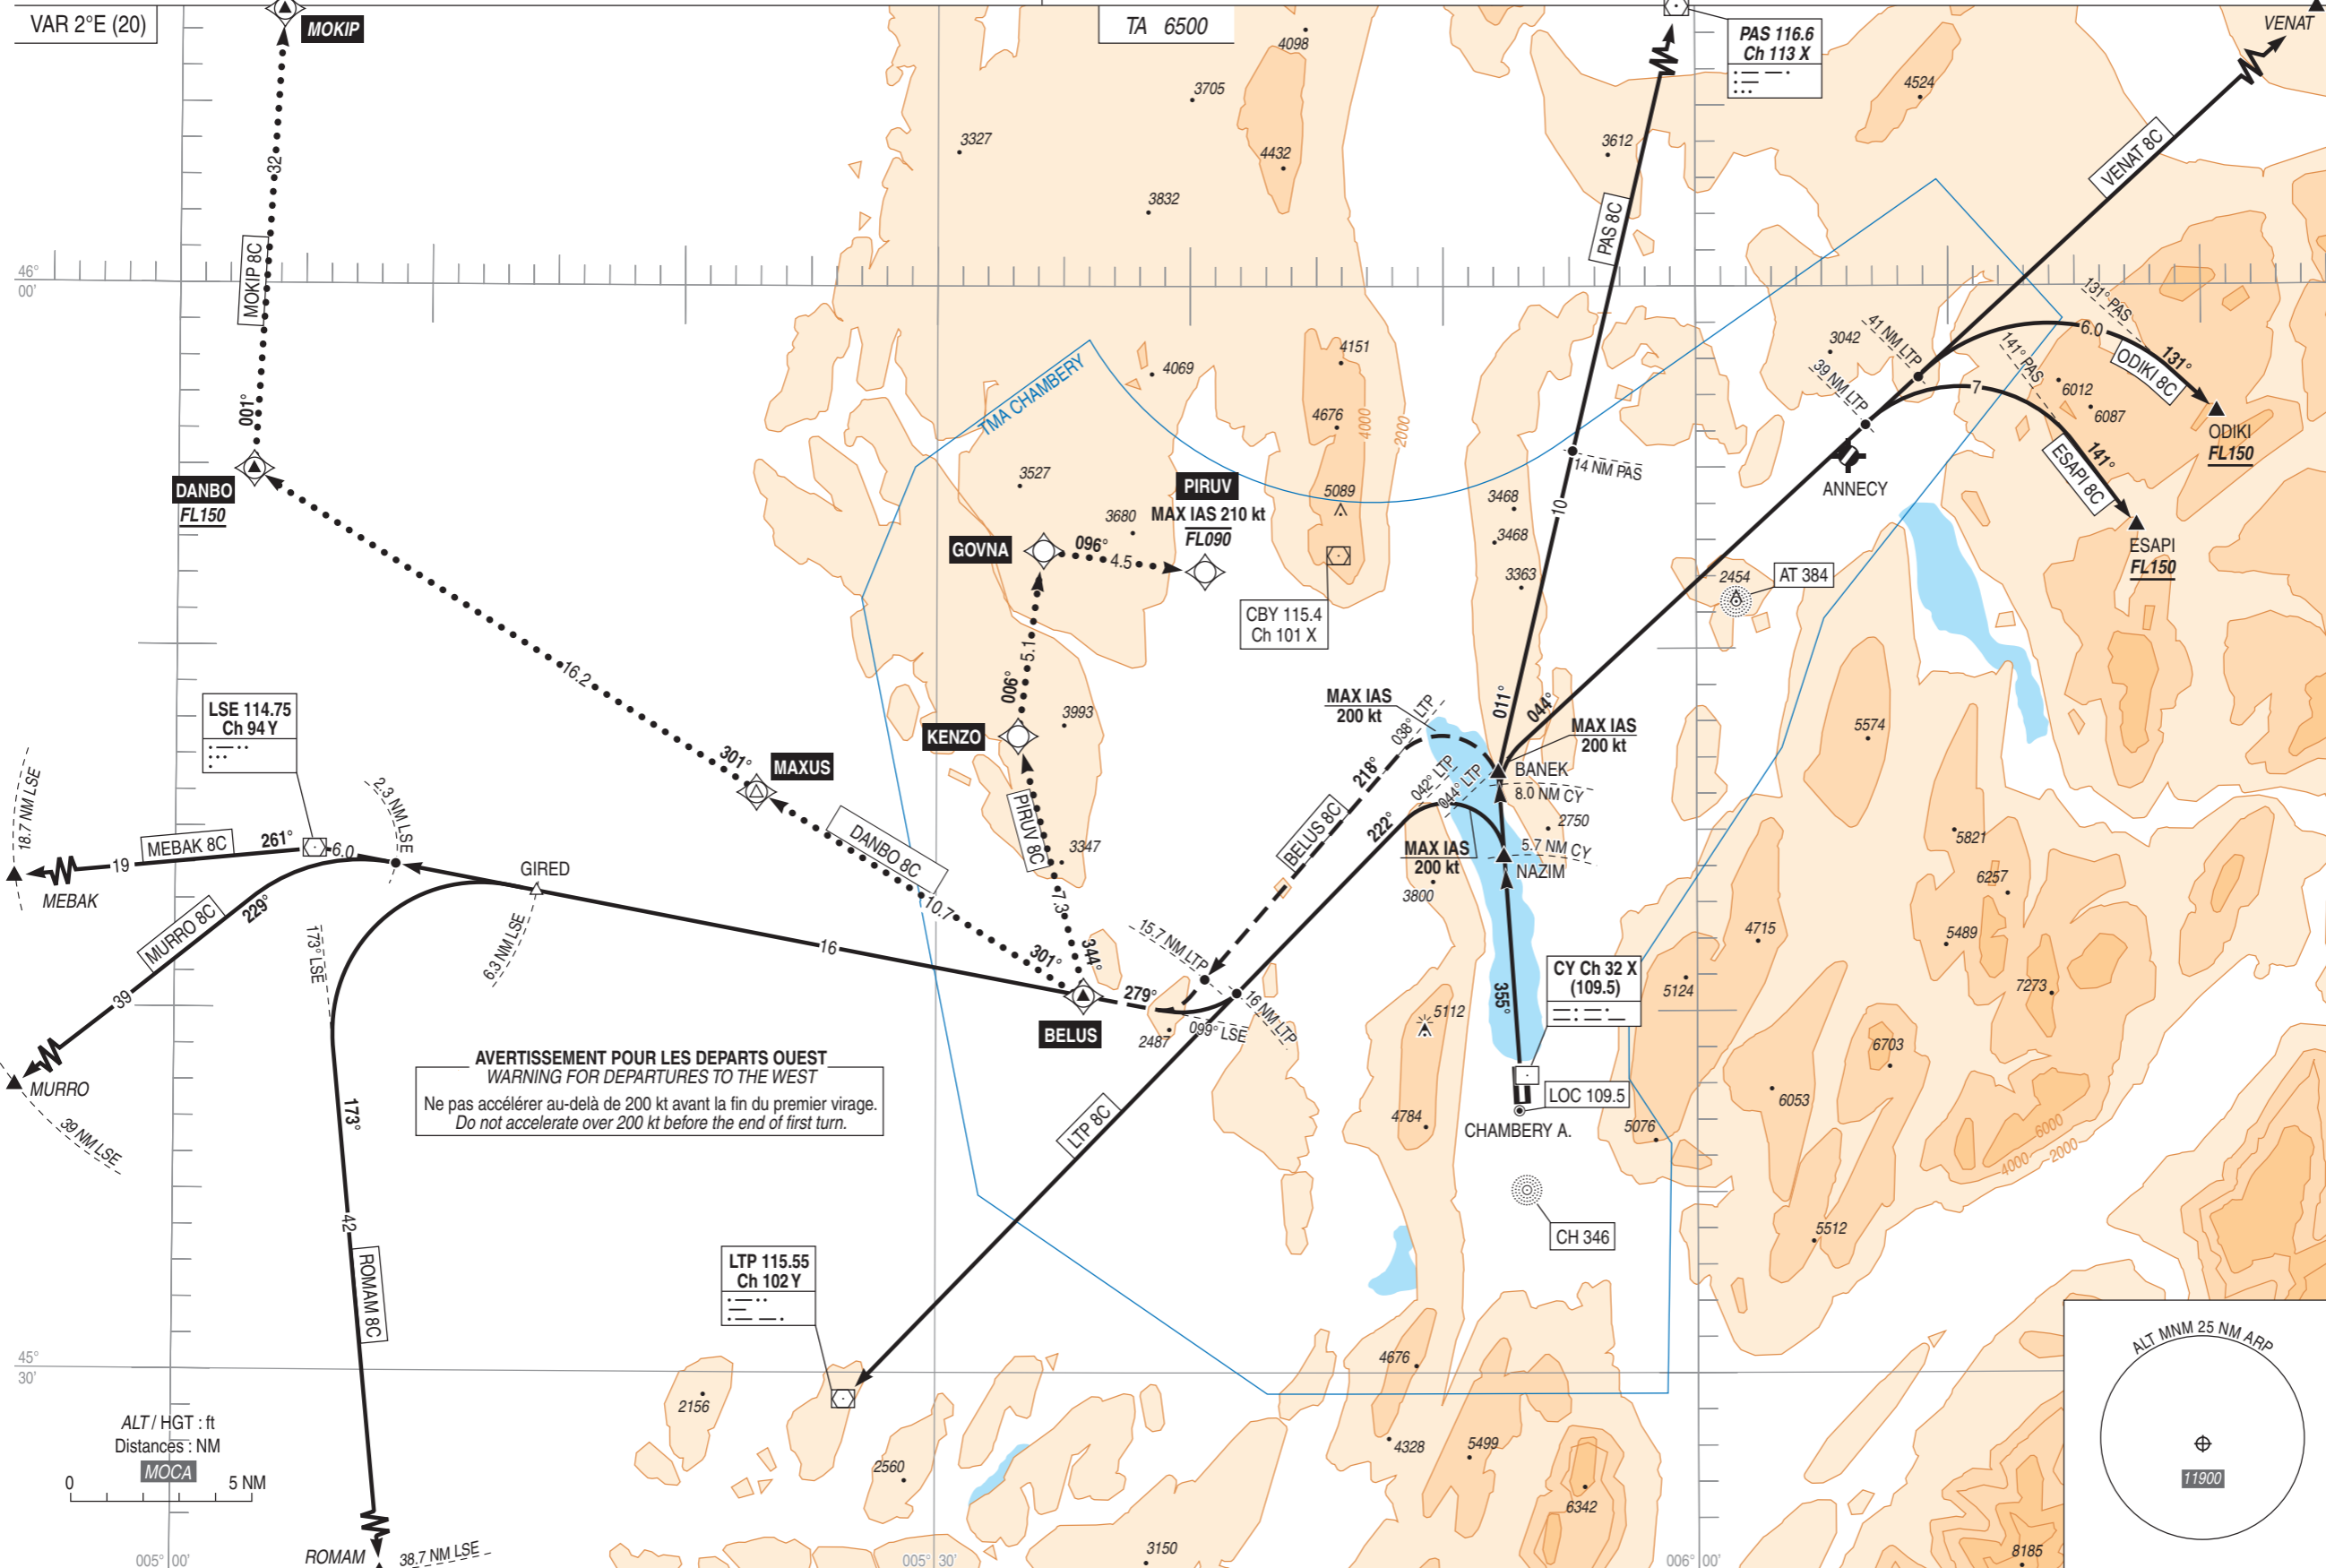 VAR 2°E (20)
MOKIP
TA 6500
PAS 116.6
Ch 113 X
VENAT
4098
3705
3327
4432
3832
3612
4524
32
MOKIP 8C
001°
PAS 8C
VENAT 8C
46°
00'
TMA CHAMBERY
4151
4069
4676
4000
2000
3042
41 NM LTP
39 NM LTP
131° PAS
6.0
131°
ODIKI 8C
141° PAS
7
6012
6087
141°
ESAPI 8C
ODIKI
FL150
ANNECY
ESAPI
FL150
DANBO
FL150
3527
3680
PIRUV
MAX IAS 210 kt
FL090
GOVNA
096°
4.5
5089
3468
3468
3363
10
14 NM PAS
CBY 115.4
Ch 101 X
2454
AT 384
16.2
5.1
006°
KENZO
3993
LSE 114.75
Ch 94 Y
301°
MAXUS
MAX IAS
200 kt
038° LTP
011°
044°
MAX IAS
200 kt
BANEK
8.0 NM CY
5574
18.7 NM LSE
2.3 NM LSE
MEBAK 8C
261°
6.0
19
MEBAK
GIRED
DANBO 8C
10.7
PIRUV 8C
3347
7.3
BELUS 8C
218°
222°
042° LTP
044° LTP
MAX IAS
200 kt
3800
2750
5.7 NM CY
NAZIM
5821
6257
5489
4715
MURRO 8C
229°
39
MURRO
39 NM LSE
173° LSE
6.3 NM LSE
16
301°
344°
279°
BELUS
15.7 NM LTP
16 NM LTP
099° LSE
2487
5112
355°
CY Ch 32 X
(109.5)
5124
7273
6703
6053
AVERTISSEMENT POUR LES DEPARTS OUEST
WARNING FOR DEPARTURES TO THE WEST
Ne pas accélérer au-delà de 200 kt avant la fin du premier virage.
Do not accelerate over 200 kt before the end of first turn.
173°
42
ROMAM 8C
LTP 8C
4784
LOC 109.5
CHAMBERY A.
5076
6000
4000
2000
CH 346
5512
LTP 115.55
Ch 102 Y
45°
30'
2156
2560
4676
4328
5499
6342
3150
8185
ALT / HGT : ft
Distances : NM
MOCA
0 5 NM
ROMAM
38.7 NM LSE
005° 00'
005° 30'
006° 00'
ALT MNM 25 NM ARP
11900